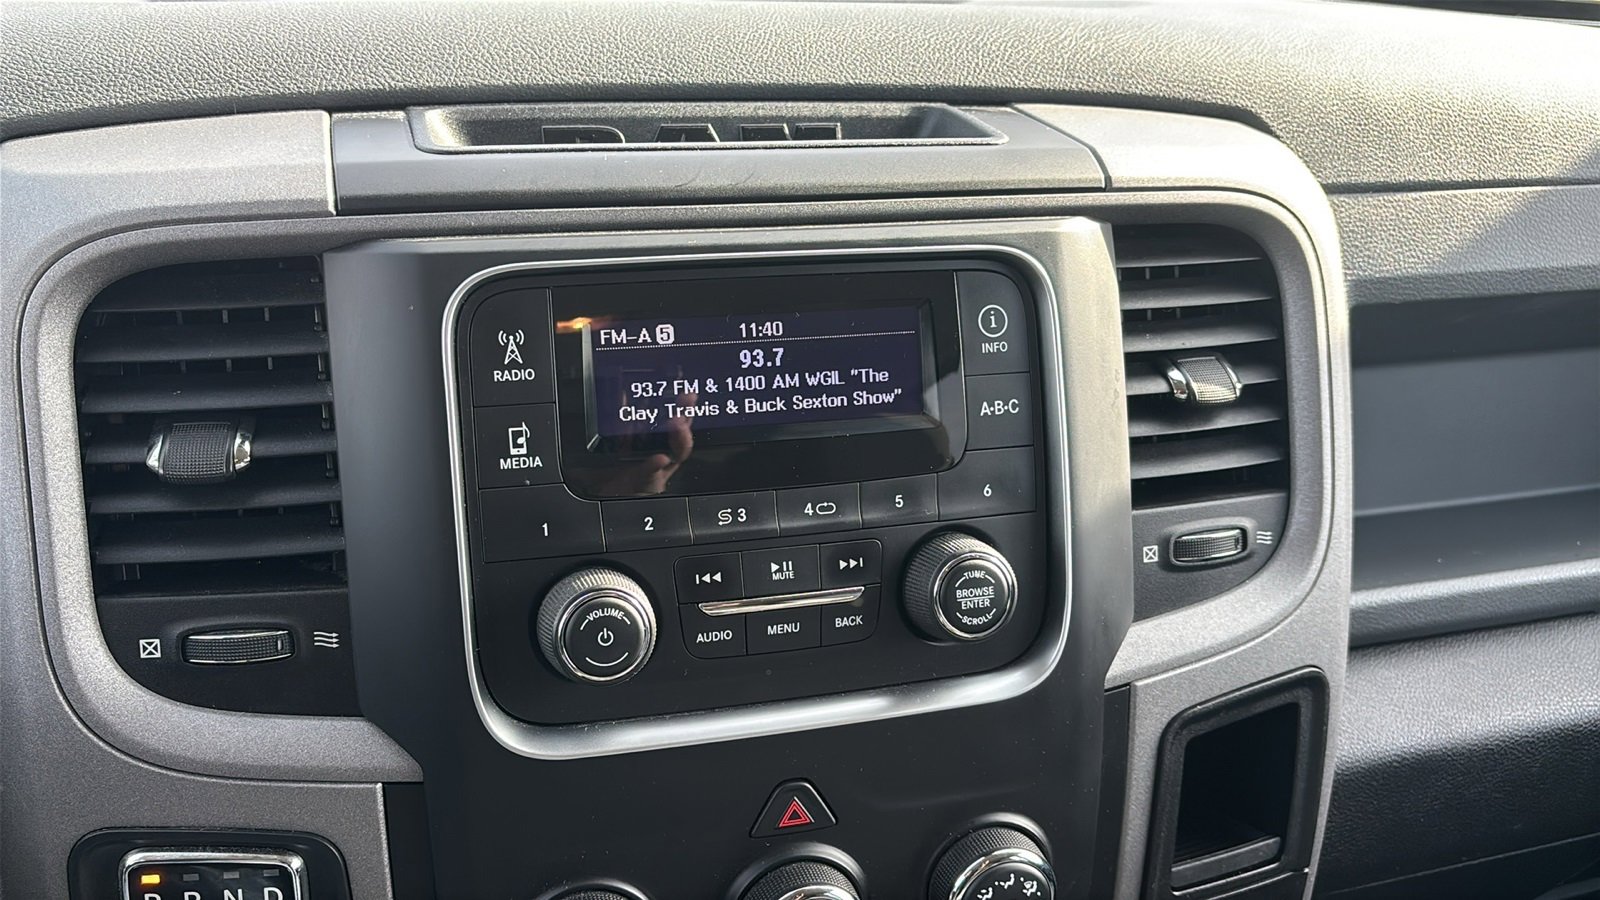 RAM
RADIO
FM-A 5 11:40
93.7
93.7 FM & 1400 AM WGIL "The
Clay Travis & Buck Sexton Show"
i
INFO
MEDIA
A·B·C
1 2 3 4 5 6
MUTE
VOLUME
TUNE
BROWSE
ENTER
SCROLL
AUDIO MENU BACK
P R N D